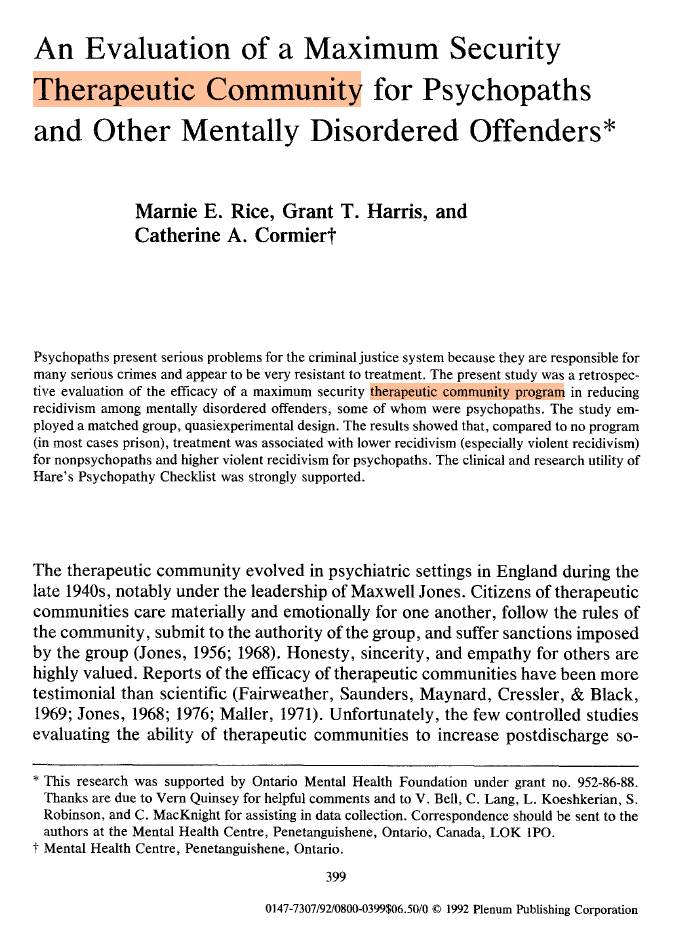 An Evaluation of a Maximum Security
Therapeutic Community for Psychopaths
and Other Mentally Disordered Offenders*
Marnie E. Rice, Grant T. Harris, and
Catherine A. Cormier†
Psychopaths present serious problems for the criminal justice system because they are responsible for
many serious crimes and appear to be very resistant to treatment. The present study was a retrospec-
tive evaluation of the efficacy of a maximum security therapeutic community program in reducing
recidivism among mentally disordered offenders, some of whom were psychopaths. The study em-
ployed a matched group, quasiexperimental design. The results showed that, compared to no program
(in most cases prison), treatment was associated with lower recidivism (especially violent recidivism)
for nonpsychopaths and higher violent recidivism for psychopaths. The clinical and research utility of
Hare's Psychopathy Checklist was strongly supported.
The therapeutic community evolved in psychiatric settings in England during the
late 1940s, notably under the leadership of Maxwell Jones. Citizens of therapeutic
communities care materially and emotionally for one another, follow the rules of
the community, submit to the authority of the group, and suffer sanctions imposed
by the group (Jones, 1956; 1968). Honesty, sincerity, and empathy for others are
highly valued. Reports of the efficacy of therapeutic communities have been more
testimonial than scientific (Fairweather, Saunders, Maynard, Cressler, & Black,
1969; Jones, 1968; 1976; Maller, 1971). Unfortunately, the few controlled studies
evaluating the ability of therapeutic communities to increase postdischarge so-
* This research was supported by Ontario Mental Health Foundation under grant no. 952-86-88.
Thanks are due to Vern Quinsey for helpful comments and to V. Bell, C. Lang, L. Koeshkerian, S.
Robinson, and C. MacKnight for assisting in data collection. Correspondence should be sent to the
authors at the Mental Health Centre, Penetanguishene, Ontario, Canada, LOK 1PO.
† Mental Health Centre, Penetanguishene, Ontario.
399
0147-7307/92/0800-0399$06.50/0 © 1992 Plenum Publishing Corporation